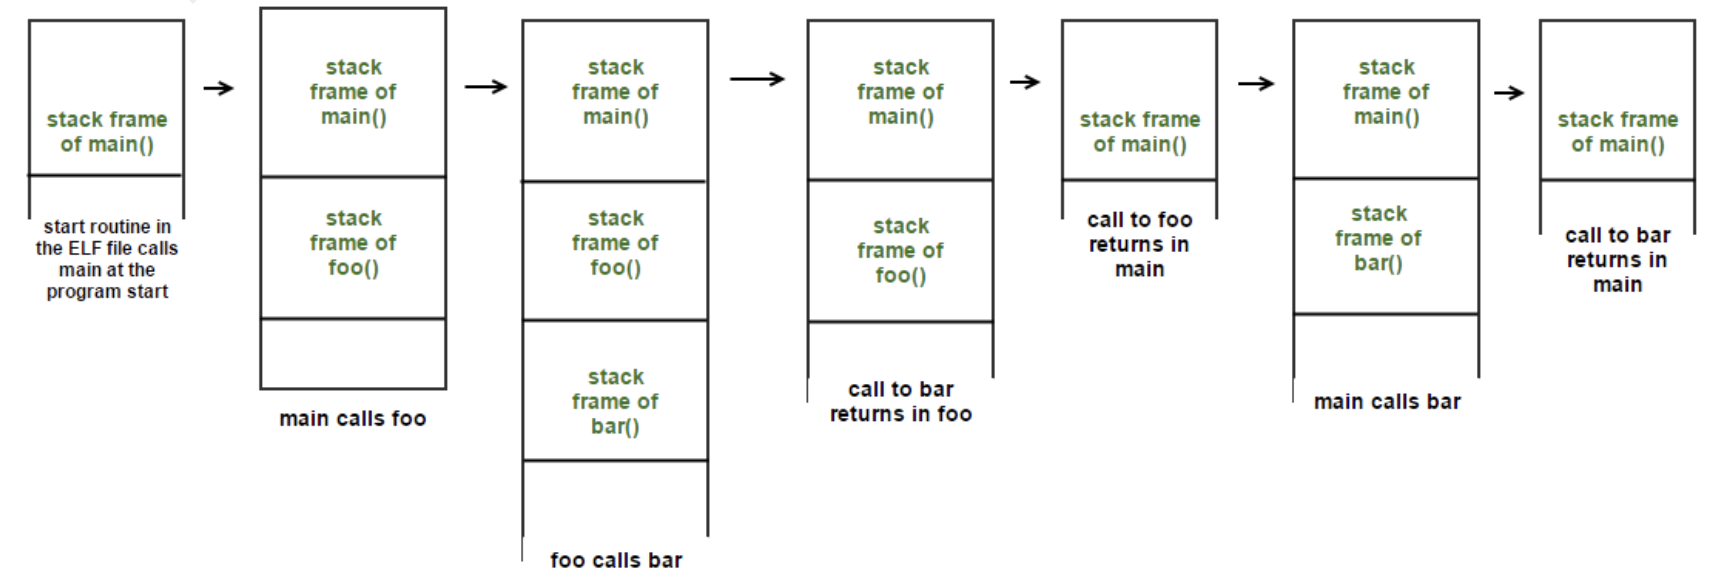 stack frame
of main()
start routine in
the ELF file calls
main at the
program start
stack
frame of
main()
stack
frame of
foo()
main calls foo
stack
frame of
main()
stack
frame of
foo()
stack
frame of
bar()
foo calls bar
stack
frame of
main()
stack
frame of
foo()
call to bar
returns in foo
stack frame
of main()
call to foo
returns in
main
stack
frame of
main()
stack
frame of
bar()
main calls bar
stack frame
of main()
call to bar
returns in
main